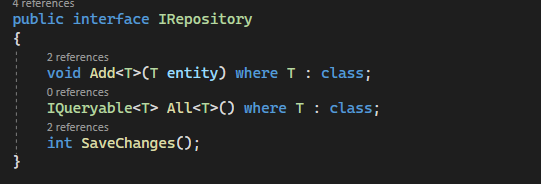 4 references
public interface IRepository
{
2 references
void Add<T>(T entity) where T : class;
0 references
IQueryable<T> All<T>() where T : class;
2 references
int SaveChanges();
}